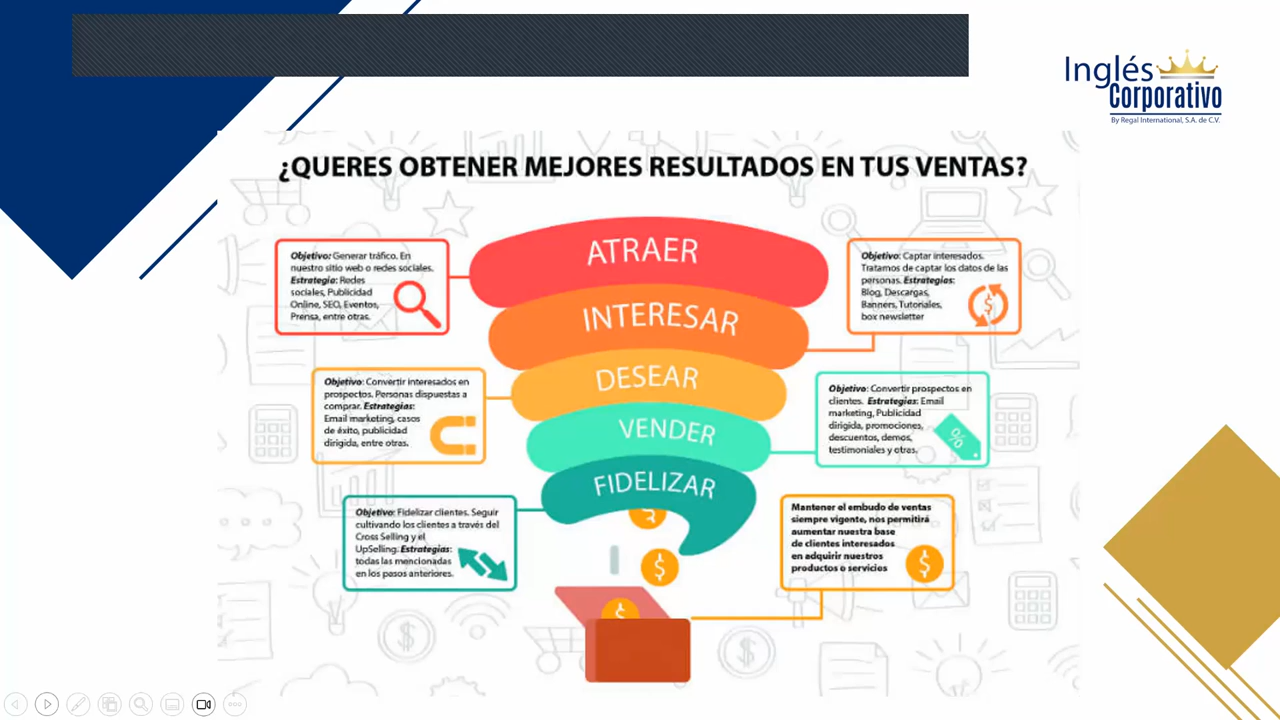 Inglés
Corporativo
By Regal International, S.A. de C.V.
¿QUERES OBTENER MEJORES RESULTADOS EN TUS VENTAS?
ATRAER
Objetivo: Generar tráfico. En
nuestro sitio web o redes sociales.
Estrategia: Redes
sociales, Publicidad
Online, SEO, Eventos,
Prensa, entre otras.
INTERESAR
Objetivo: Captar interesados.
Tratamos de captar los datos de las
personas. Estrategias:
Blog, Descargas,
Banners, Tutoriales,
box newsletter
DESEAR
Objetivo: Convertir interesados en
prospectos. Personas dispuestas a
comprar. Estrategias:
Email marketing, casos
de éxito, publicidad
dirigida, entre otras.
VENDER
Objetivo: Convertir prospectos en
clientes. Estrategias: Email
marketing, Publicidad
dirigida, promociones,
descuentos, demos,
testimoniales y otras.
%
FIDELIZAR
Objetivo: Fidelizar clientes. Seguir
cultivando los clientes a través del
Cross Selling y el
UpSelling. Estrategias:
todas las mencionadas
en los pasos anteriores.
Mantener el embudo de ventas
siempre vigente, nos permitirá
aumentar nuestra base
de clientes interesados
en adquirir nuestros
productos o servicios